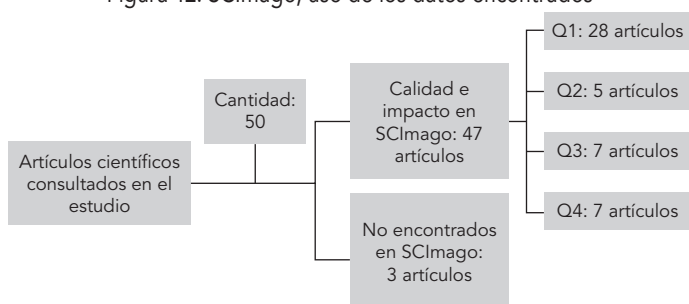 Figura 12. SCImago, uso de los datos encontrados
Artículos científicos
consultados en el
estudio
Cantidad:
50
Calidad e
impacto en
SCImago: 47
artículos
No encontrados
en SCImago:
3 artículos
Q1: 28 artículos
Q2: 5 artículos
Q3: 7 artículos
Q4: 7 artículos